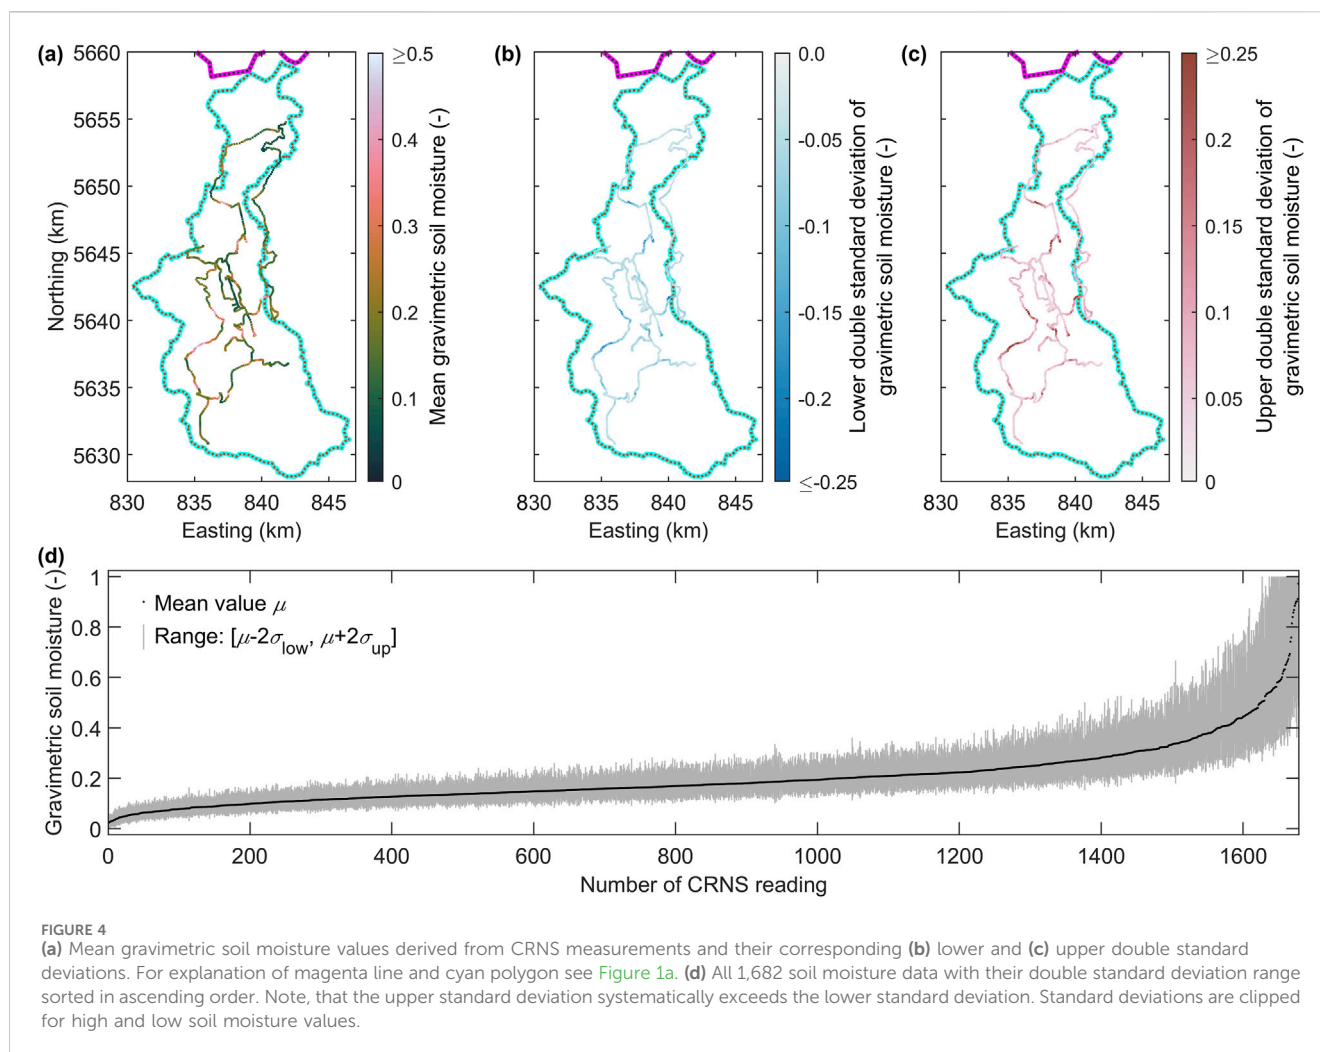 (a)
5660
5655
5650
5645
5640
5635
5630
Northing (km)
830 835 840 845
Easting (km)
≥0.5
0.4
0.3
0.2
0.1
0
Mean gravimetric soil moisture (-)
(b)
835 840 845
Easting (km)
0.0
-0.05
-0.1
-0.15
-0.2
≤-0.25
Lower double standard deviation of
gravimetric soil moisture (-)
(c)
835 840 845
Easting (km)
≥0.25
0.2
0.15
0.1
0.05
0
Upper double standard deviation of
gravimetric soil moisture (-)
(d)
1
0.8
0.6
0.4
0.2
0
Gravimetric soil moisture (-)
Mean value μ
Range: [μ-2σlow, μ+2σup]
0 200 400 600 800 1000 1200 1400 1600
Number of CRNS reading
FIGURE 4
(a) Mean gravimetric soil moisture values derived from CRNS measurements and their corresponding (b) lower and (c) upper double standard
deviations. For explanation of magenta line and cyan polygon see Figure 1a. (d) All 1,682 soil moisture data with their double standard deviation range
sorted in ascending order. Note, that the upper standard deviation systematically exceeds the lower standard deviation. Standard deviations are clipped
for high and low soil moisture values.